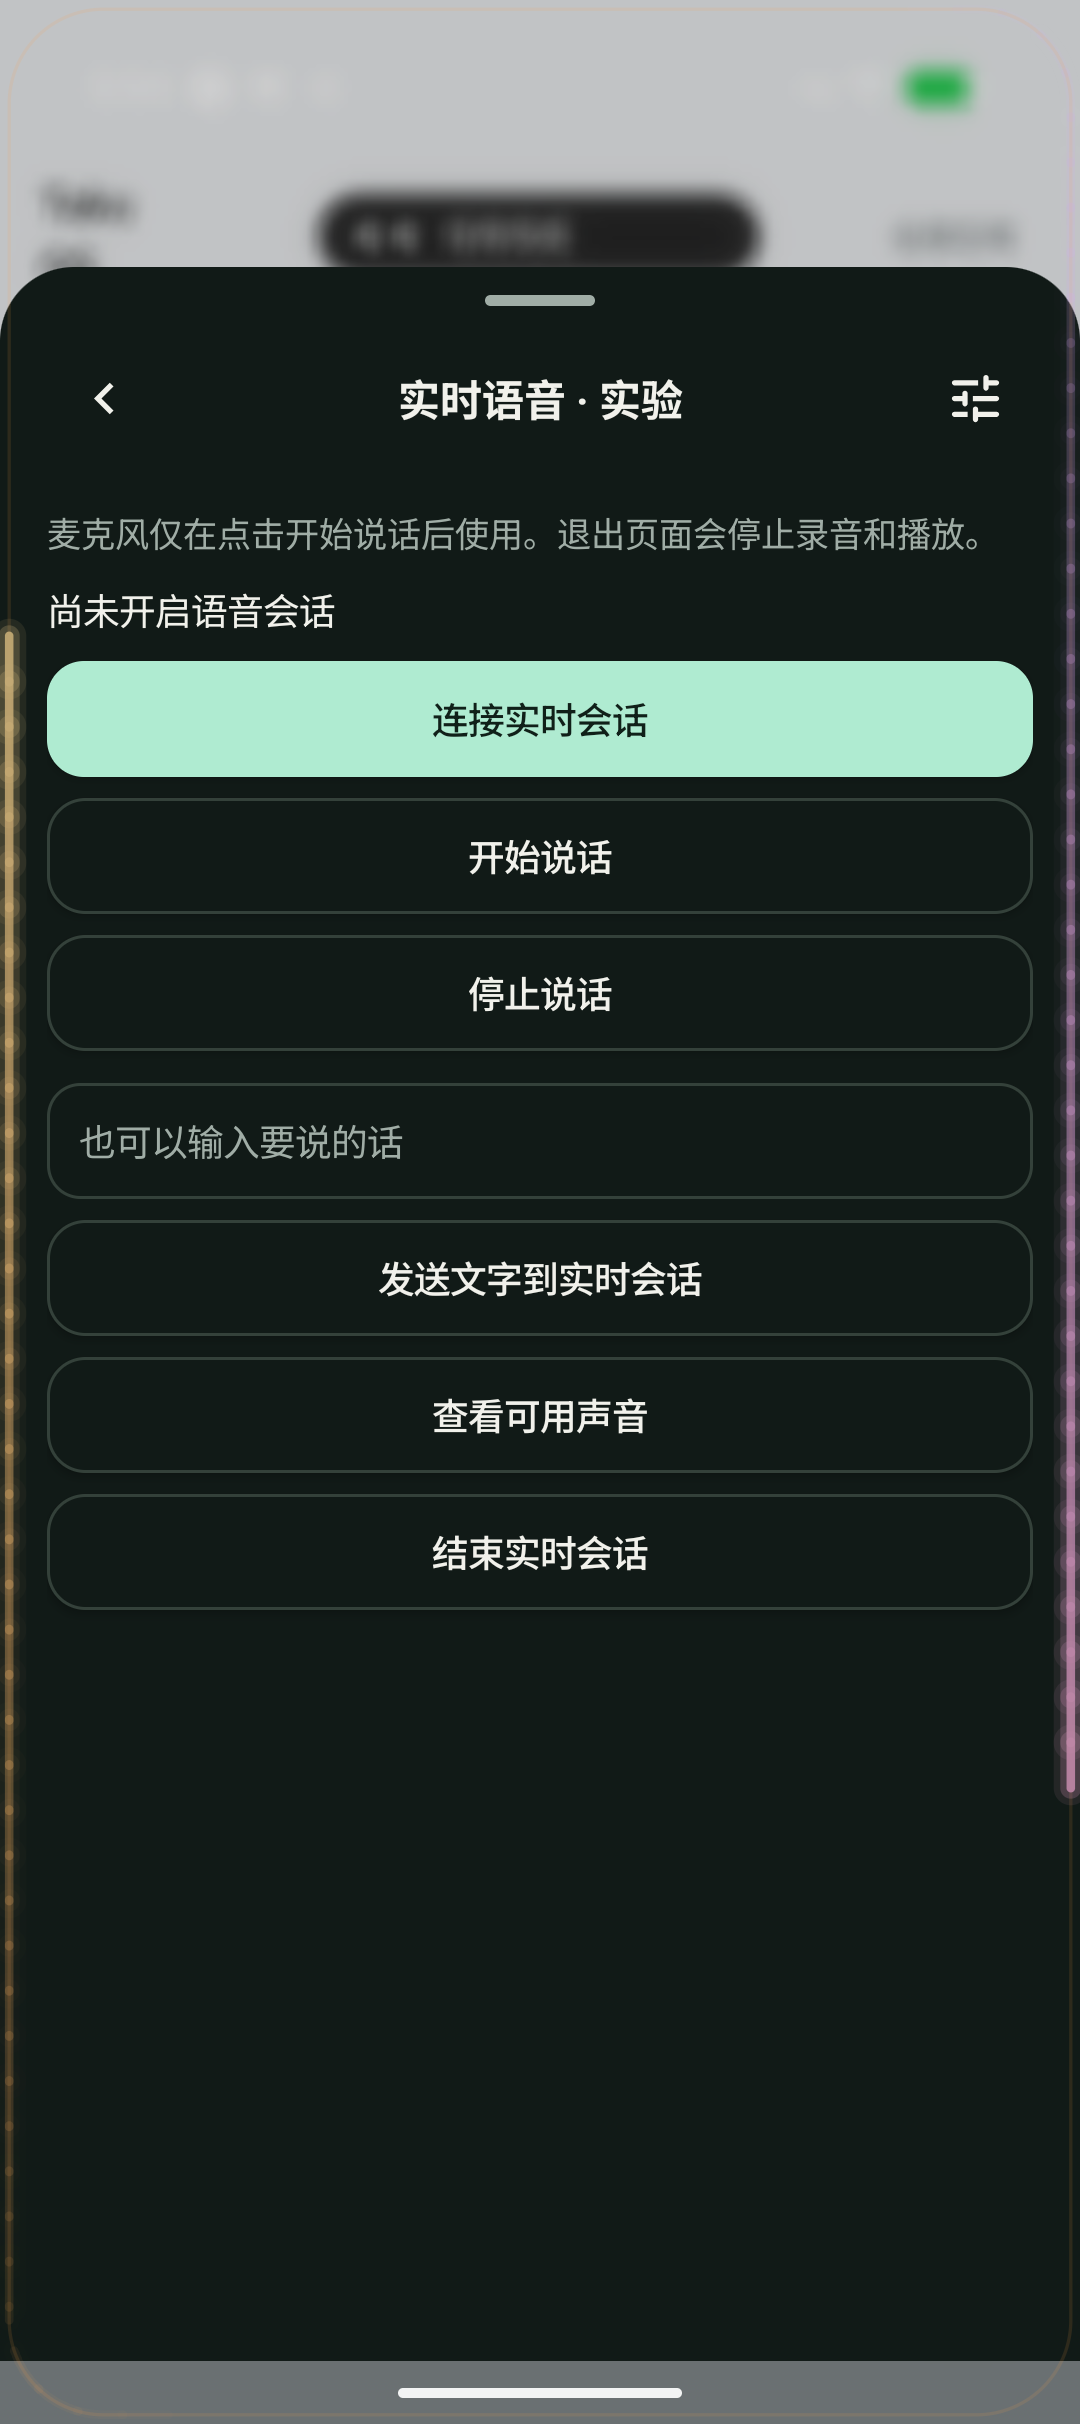 实时语音 · 实验
麦克风仅在点击开始说话后使用。退出页面会停止录音和播放。
尚未开启语音会话
连接实时会话
开始说话
停止说话
也可以输入要说的话
发送文字到实时会话
查看可用声音
结束实时会话